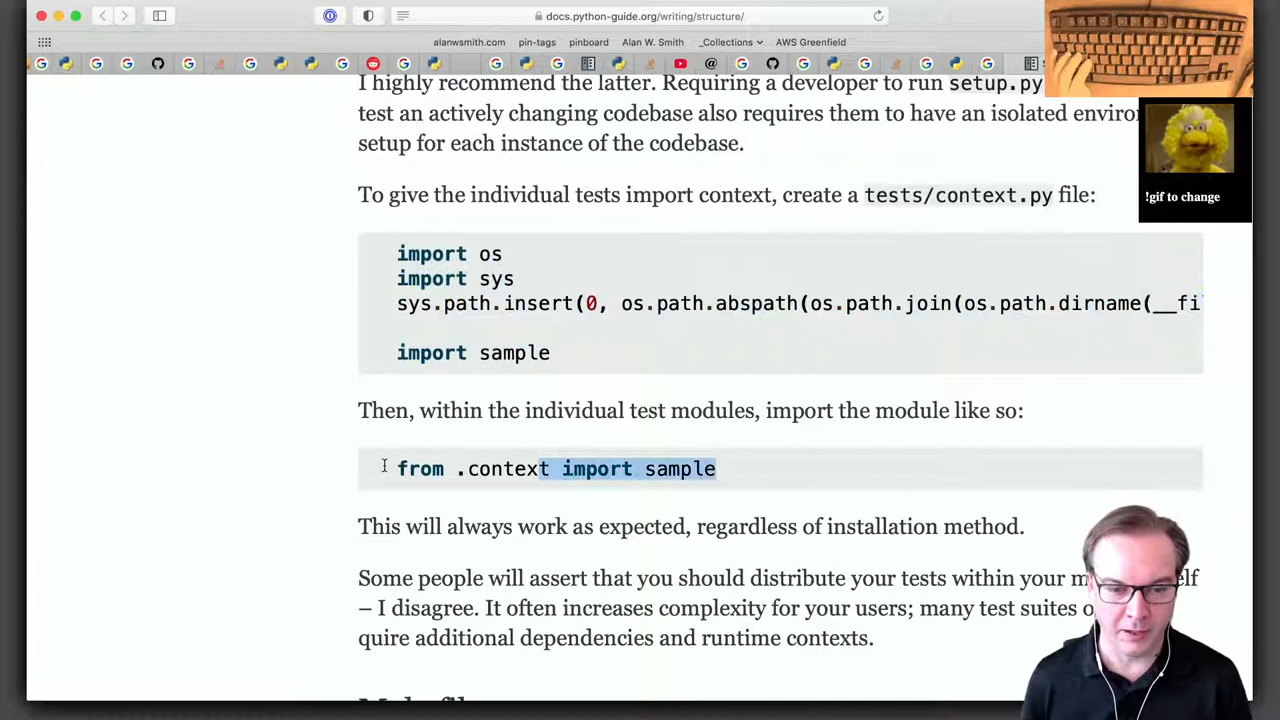 docs.python-guide.org/writing/structure/
alanwsmith.com pin-tags pinboard Alan W. Smith _Collections AWS Greenfield
I highly recommend the latter. Requiring a developer to run setup.py
test an actively changing codebase also requires them to have an isolated
setup for each instance of the codebase.
To give the individual tests import context, create a tests/context.py file:
!gif to change
import os
import sys
sys.path.insert(0, os.path.abspath(os.path.join(os.path.dirname(__fi
import sample
Then, within the individual test modules, import the module like so:
from .context import sample
This will always work as expected, regardless of installation method.
Some people will assert that you should distribute your tests within your
– I disagree. It often increases complexity for your users; many test suites
quire additional dependencies and runtime contexts.